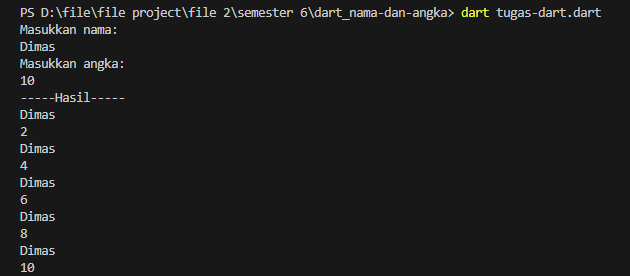 PS D:\file\file project\file 2\semester 6\dart_nama-dan-angka> dart tugas-dart.dart
Masukkan nama:
Dimas
Masukkan angka:
10
-----Hasil-----
Dimas
2
Dimas
4
Dimas
6
Dimas
8
Dimas
10